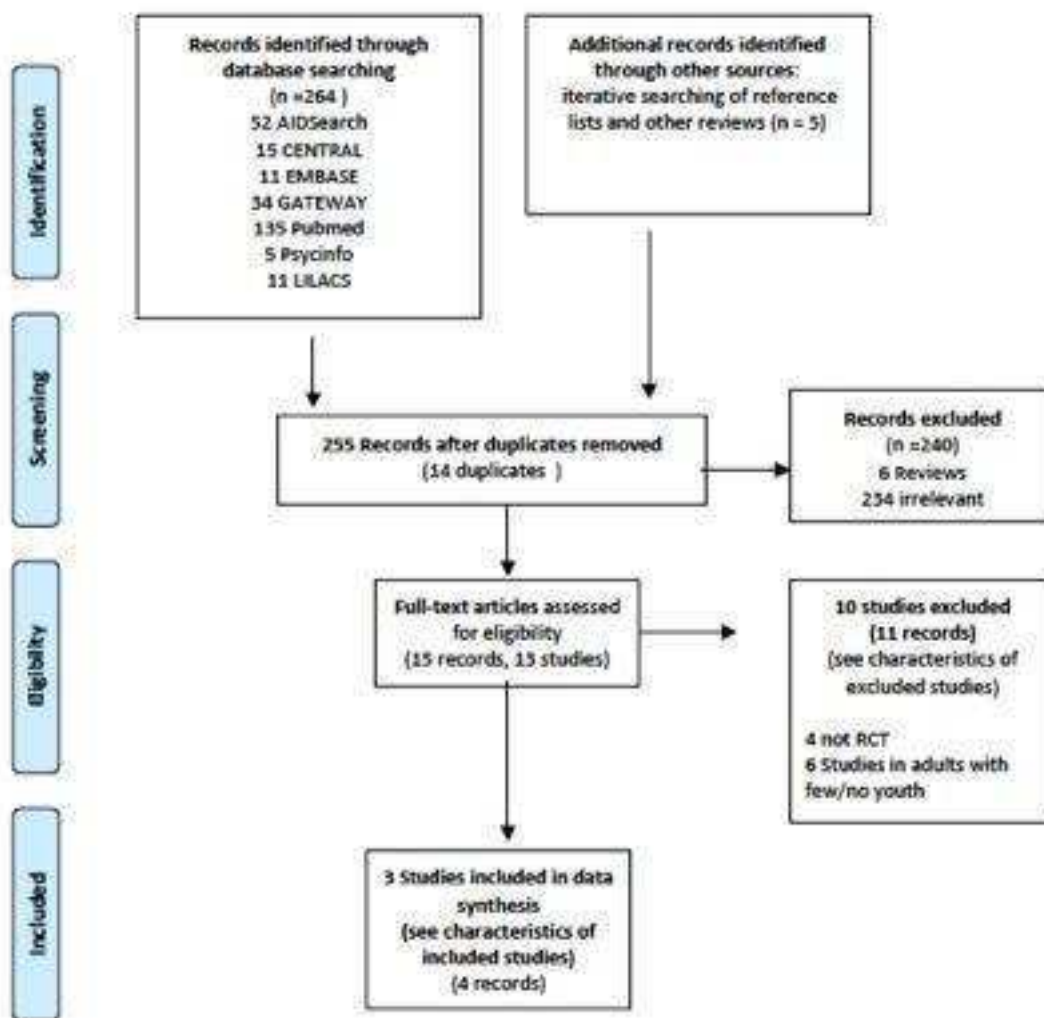 Identification
Records identified through
database searching
(n =264 )
52 AIDSearch
15 CENTRAL
11 EMBASE
34 GATEWAY
135 Pubmed
5 Psycinfo
11 LILACS
Additional records identified
through other sources:
iterative searching of reference
lists and other reviews (n = 5)
Screening
255 Records after duplicates removed
(14 duplicates )
Records excluded
(n =240)
6 Reviews
234 irrelevant
Eligibility
Full-text articles assessed
for eligibility
(15 records, 13 studies)
10 studies excluded
(11 records)
(see characteristics of
excluded studies)
4 not RCT
6 Studies in adults with
few/no youth
Included
3 Studies included in data
synthesis
(see characteristics of
included studies)
(4 records)